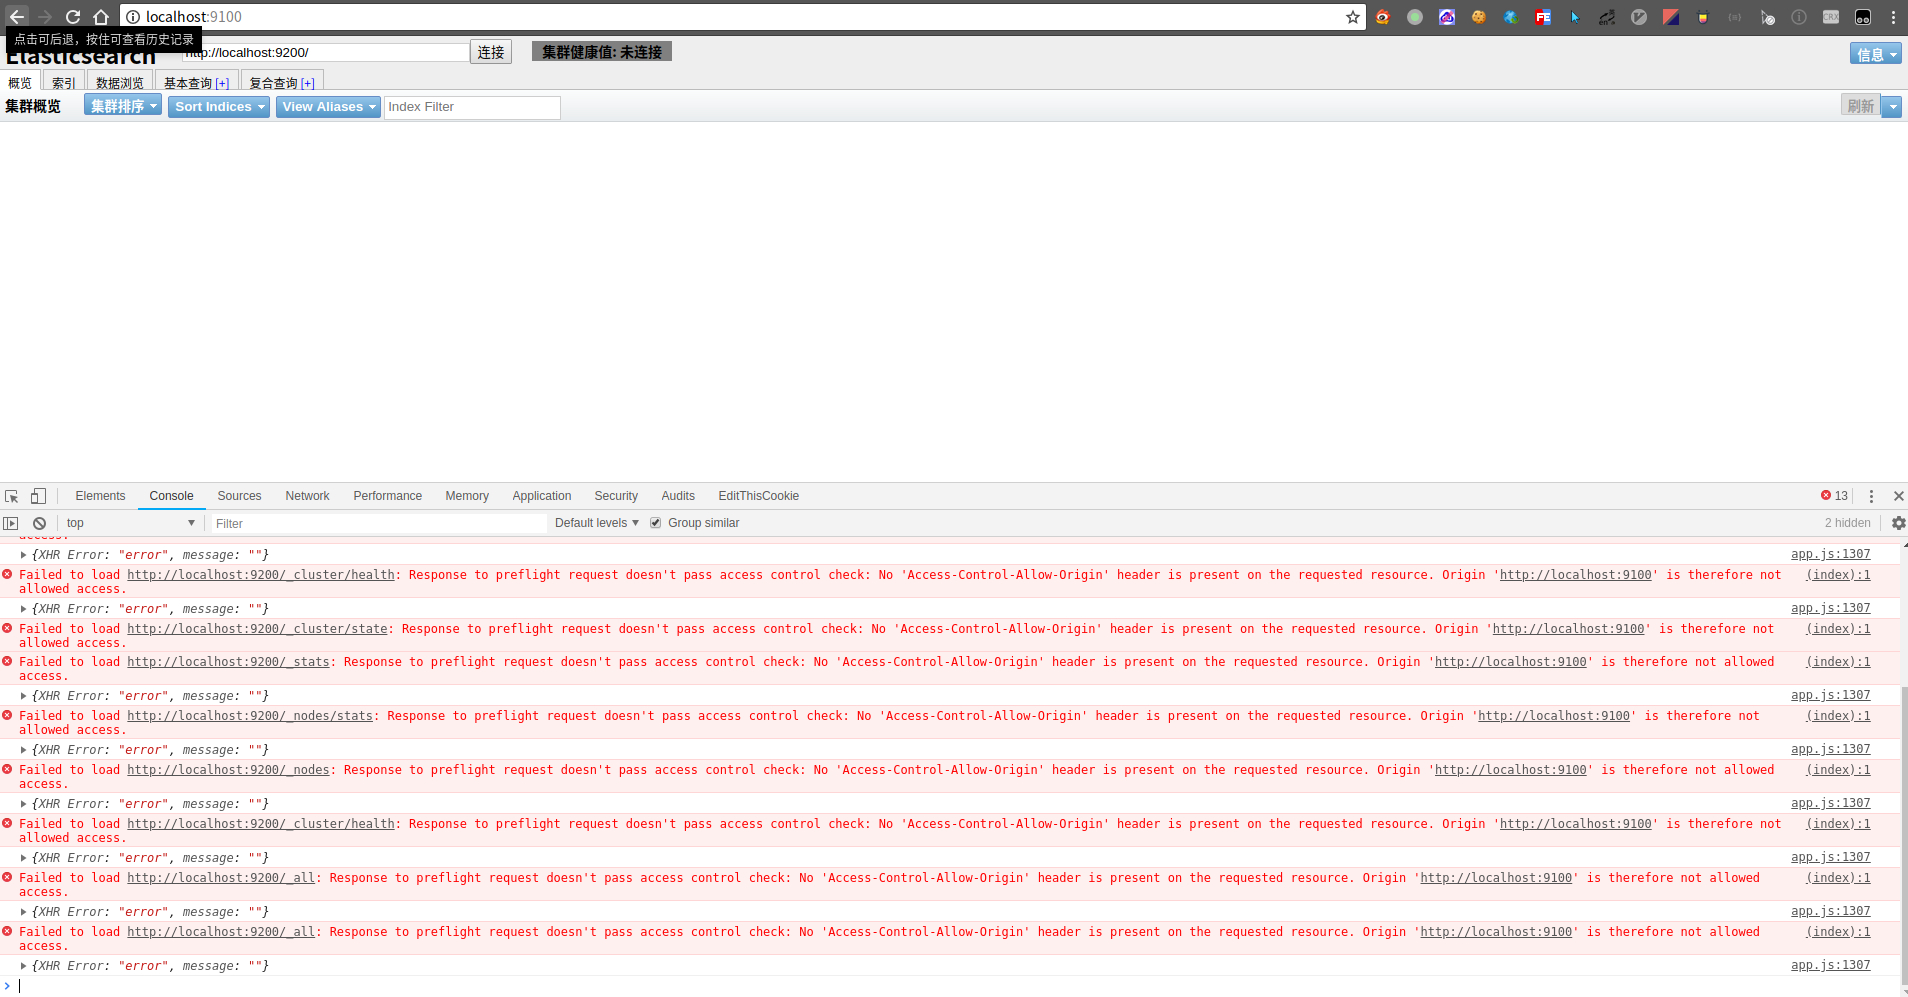 localhost:9100
点击可后退，按住可查看历史记录
Elasticsearch
http://localhost:9200/
连接
集群健康值: 未连接
信息
概览 索引 数据浏览 基本查询 [+] 复合查询 [+]
集群概览 集群排序 Sort Indices View Aliases Index Filter 刷新
Elements Console Sources Network Performance Memory Application Security Audits EditThisCookie 13
top Filter Default levels Group similar 2 hidden
access.
{XHR Error: "error", message: ""} app.js:1307
Failed to load http://localhost:9200/_cluster/health: Response to preflight request doesn't pass access control check: No 'Access-Control-Allow-Origin' header is present on the requested resource. Origin 'http://localhost:9100' is therefore not (index):1
allowed access.
{XHR Error: "error", message: ""} app.js:1307
Failed to load http://localhost:9200/_cluster/state: Response to preflight request doesn't pass access control check: No 'Access-Control-Allow-Origin' header is present on the requested resource. Origin 'http://localhost:9100' is therefore not (index):1
allowed access.
Failed to load http://localhost:9200/_stats: Response to preflight request doesn't pass access control check: No 'Access-Control-Allow-Origin' header is present on the requested resource. Origin 'http://localhost:9100' is therefore not allowed (index):1
access.
{XHR Error: "error", message: ""} app.js:1307
Failed to load http://localhost:9200/_nodes/stats: Response to preflight request doesn't pass access control check: No 'Access-Control-Allow-Origin' header is present on the requested resource. Origin 'http://localhost:9100' is therefore not (index):1
allowed access.
{XHR Error: "error", message: ""} app.js:1307
Failed to load http://localhost:9200/_nodes: Response to preflight request doesn't pass access control check: No 'Access-Control-Allow-Origin' header is present on the requested resource. Origin 'http://localhost:9100' is therefore not allowed (index):1
access.
{XHR Error: "error", message: ""} app.js:1307
Failed to load http://localhost:9200/_cluster/health: Response to preflight request doesn't pass access control check: No 'Access-Control-Allow-Origin' header is present on the requested resource. Origin 'http://localhost:9100' is therefore not (index):1
allowed access.
{XHR Error: "error", message: ""} app.js:1307
Failed to load http://localhost:9200/_all: Response to preflight request doesn't pass access control check: No 'Access-Control-Allow-Origin' header is present on the requested resource. Origin 'http://localhost:9100' is therefore not allowed (index):1
access.
{XHR Error: "error", message: ""} app.js:1307
Failed to load http://localhost:9200/_all: Response to preflight request doesn't pass access control check: No 'Access-Control-Allow-Origin' header is present on the requested resource. Origin 'http://localhost:9100' is therefore not allowed (index):1
access.
{XHR Error: "error", message: ""} app.js:1307